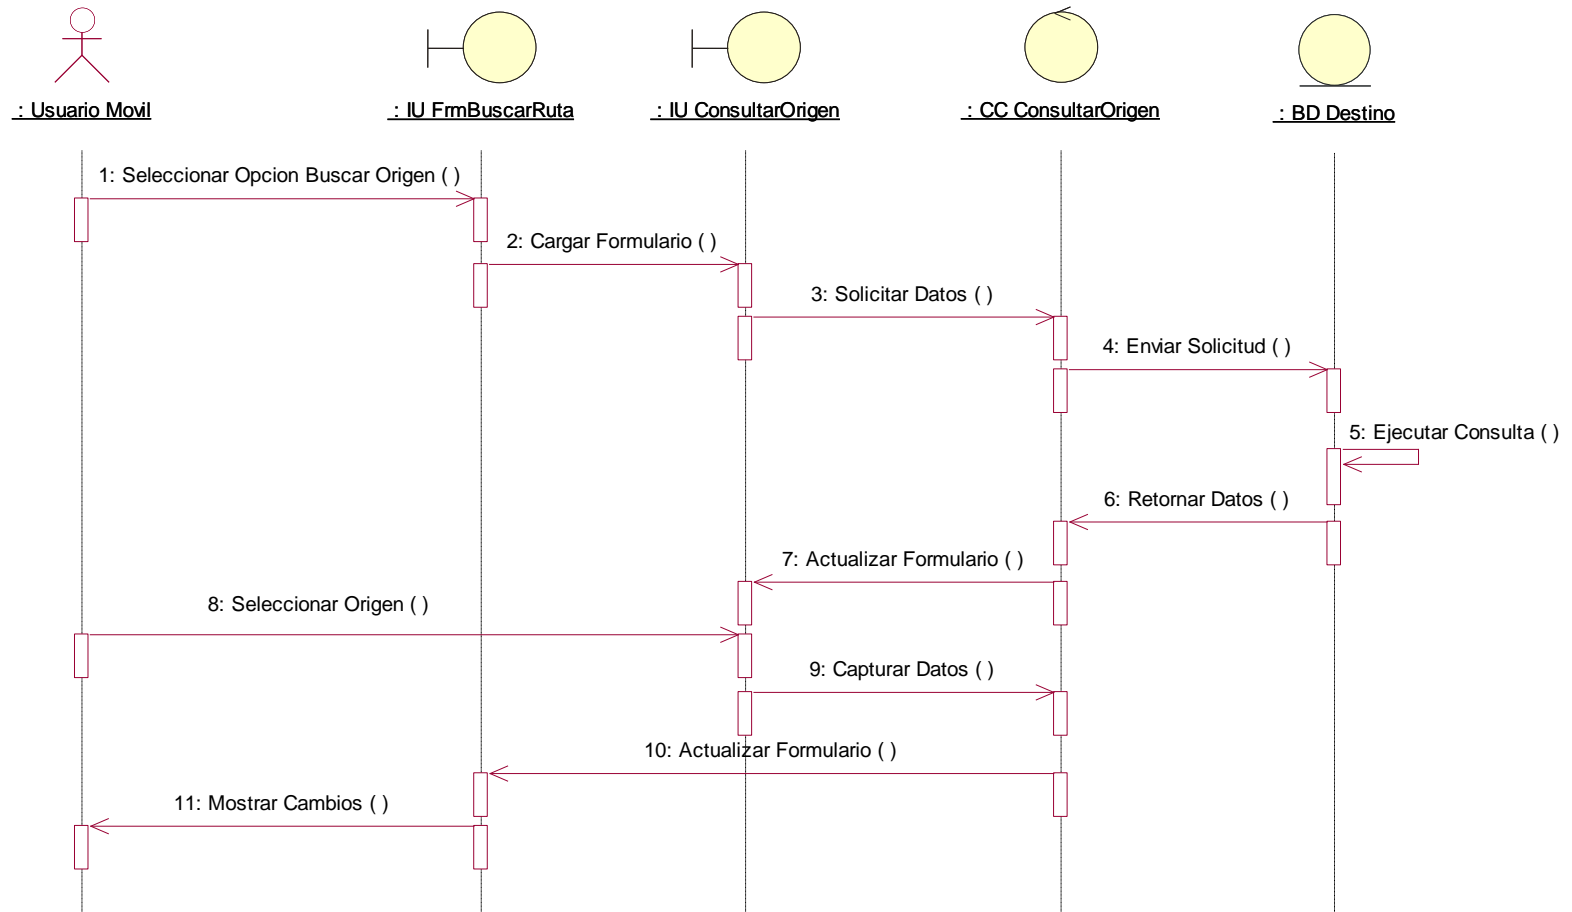 : Usuario Movil
: IU FrmBuscarRuta
: IU ConsultarOrigen
: CC ConsultarOrigen
: BD Destino
1: Seleccionar Opcion Buscar Origen ( )
2: Cargar Formulario ( )
3: Solicitar Datos ( )
4: Enviar Solicitud ( )
5: Ejecutar Consulta ( )
6: Retornar Datos ( )
7: Actualizar Formulario ( )
8: Seleccionar Origen ( )
9: Capturar Datos ( )
10: Actualizar Formulario ( )
11: Mostrar Cambios ( )